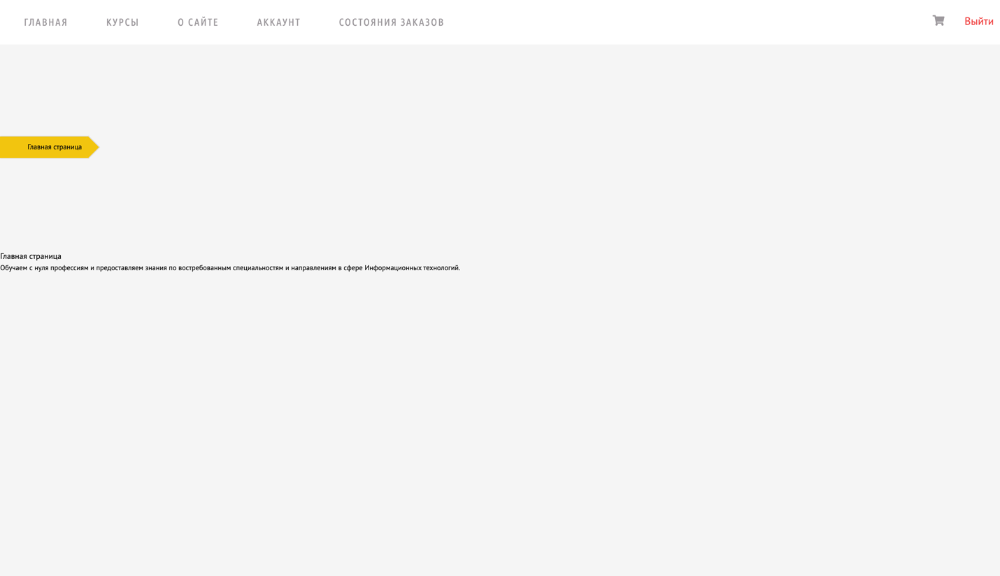 ГЛАВНАЯ КУРСЫ О САЙТЕ АККАУНТ СОСТОЯНИЯ ЗАКАЗОВ Выйти
Главная страница
Главная страница
Обучаем с нуля профессиям и предоставляем знания по востребованным специальностям и направлениям в сфере Информационных технологий.